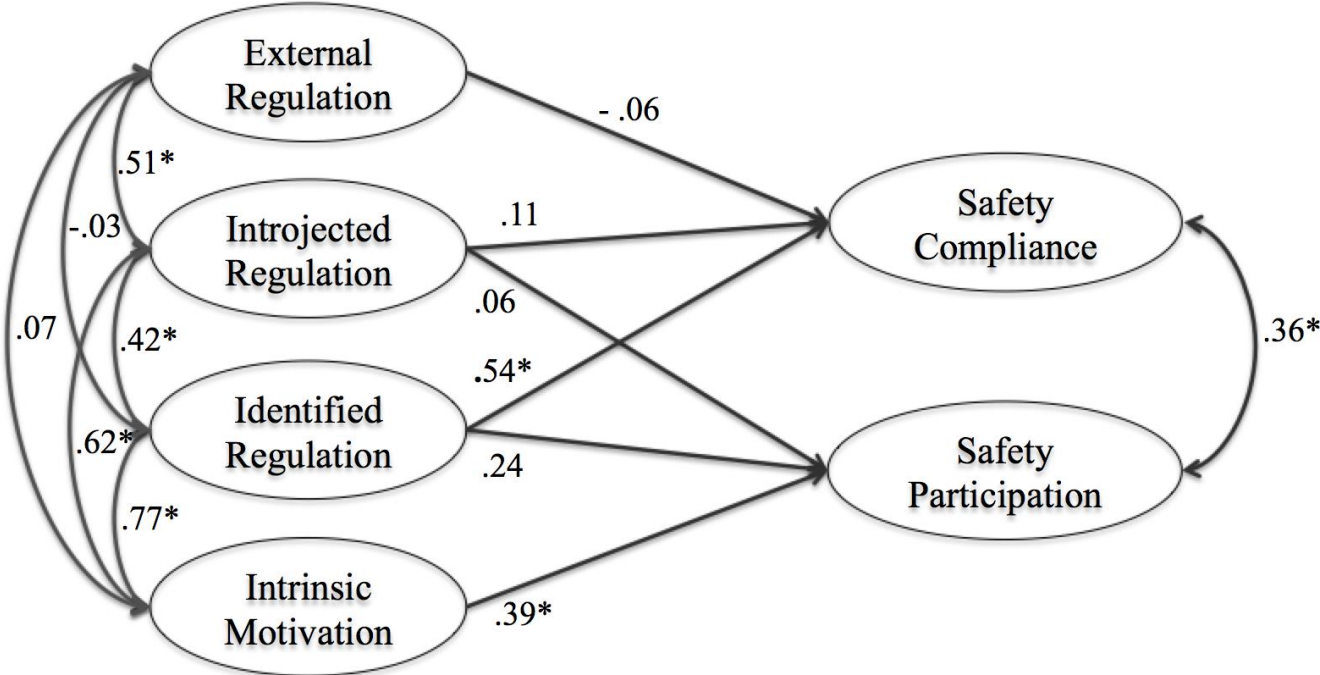 External
Regulation
- .06
.51*
Safety
Compliance
.11
Introjected
Regulation
-.03
.06
.07
.42*
.36*
.54*
Identified
Regulation
.62*
.24
Safety
Participation
.77*
Intrinsic
Motivation
.39*